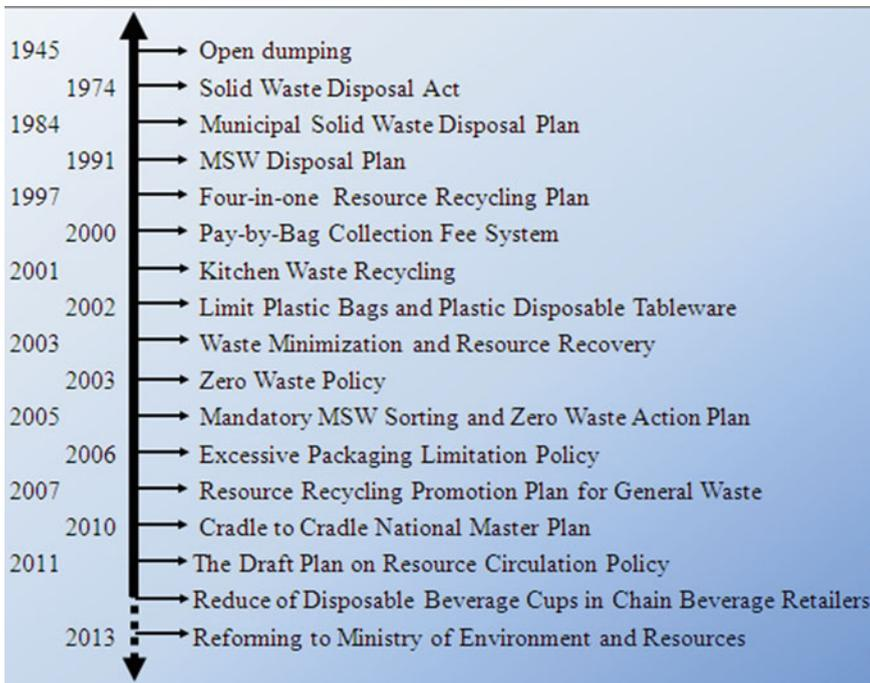 1945 Open dumping
1974 Solid Waste Disposal Act
1984 Municipal Solid Waste Disposal Plan
1991 MSW Disposal Plan
1997 Four-in-one Resource Recycling Plan
2000 Pay-by-Bag Collection Fee System
2001 Kitchen Waste Recycling
2002 Limit Plastic Bags and Plastic Disposable Tableware
2003 Waste Minimization and Resource Recovery
2003 Zero Waste Policy
2005 Mandatory MSW Sorting and Zero Waste Action Plan
2006 Excessive Packaging Limitation Policy
2007 Resource Recycling Promotion Plan for General Waste
2010 Cradle to Cradle National Master Plan
2011 The Draft Plan on Resource Circulation Policy
Reduce of Disposable Beverage Cups in Chain Beverage Retailers
2013 Reforming to Ministry of Environment and Resources